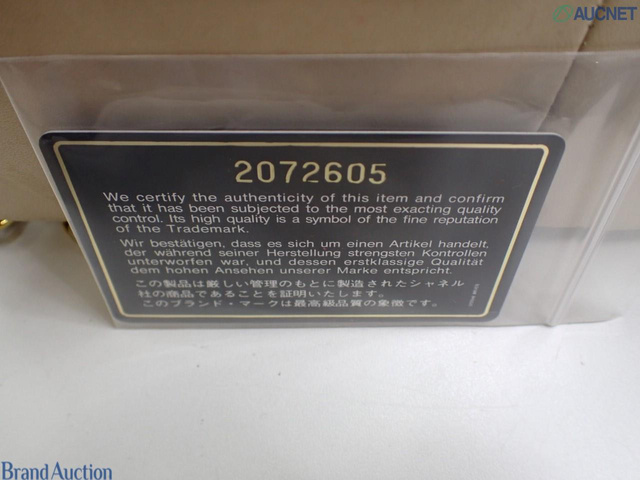 AUCNET
2072605
We certify the authenticity of this item and confirm
that it has been subjected to the most exacting quality
control. Its high quality is a symbol of the fine reputation
of the Trademark.
Wir bestätigen, dass es sich um einen Artikel handelt,
der während seiner Herstellung strengsten Kontrollen
unterworfen war, und dessen erstklassige Qualität
dem hohen Ansehen unserer Marke entspricht.
この製品は厳しい管理のもとに製造されたシャネル
社の商品であることを証明いたします。
このブランド・マークは最高級品質の象徴です。
Brand Auction